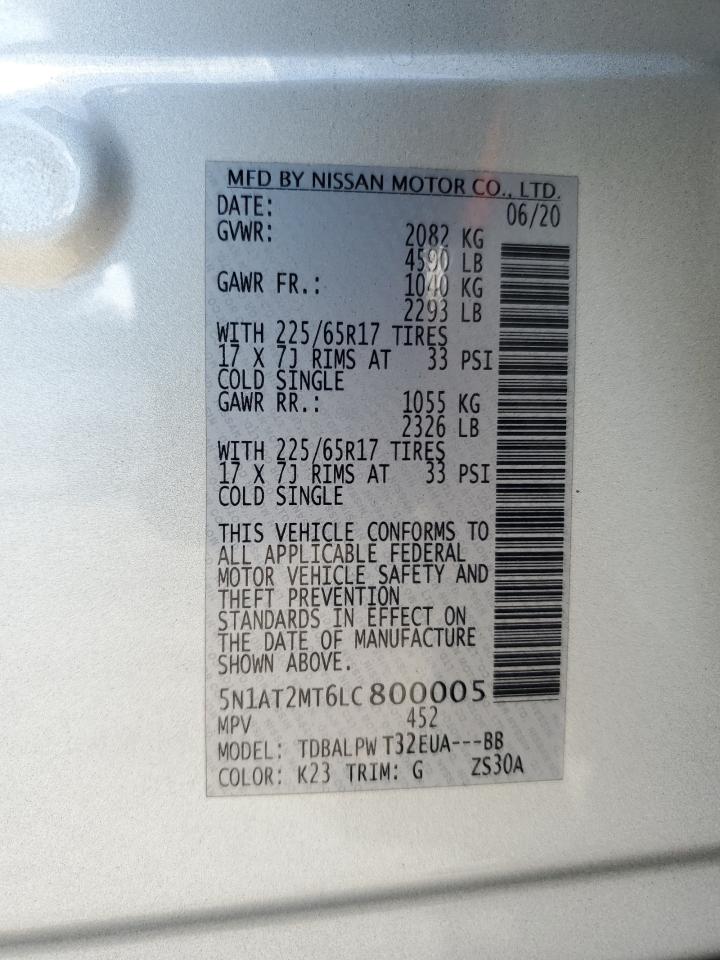 MFD BY NISSAN MOTOR CO., LTD.
DATE: 06/20
GVWR: 2082 KG
4590 LB
GAWR FR.: 1040 KG
2293 LB
WITH 225/65R17 TIRES
17 X 7J RIMS AT 33 PSI
COLD SINGLE
GAWR RR.: 1055 KG
2326 LB
WITH 225/65R17 TIRES
17 X 7J RIMS AT 33 PSI
COLD SINGLE
THIS VEHICLE CONFORMS TO
ALL APPLICABLE FEDERAL
MOTOR VEHICLE SAFETY AND
THEFT PREVENTION
STANDARDS IN EFFECT ON
THE DATE OF MANUFACTURE
SHOWN ABOVE.
5N1AT2MT6LC800005
MPV 452
MODEL: TDBALPW T32EUA---BB
COLOR: K23 TRIM: G ZS30A